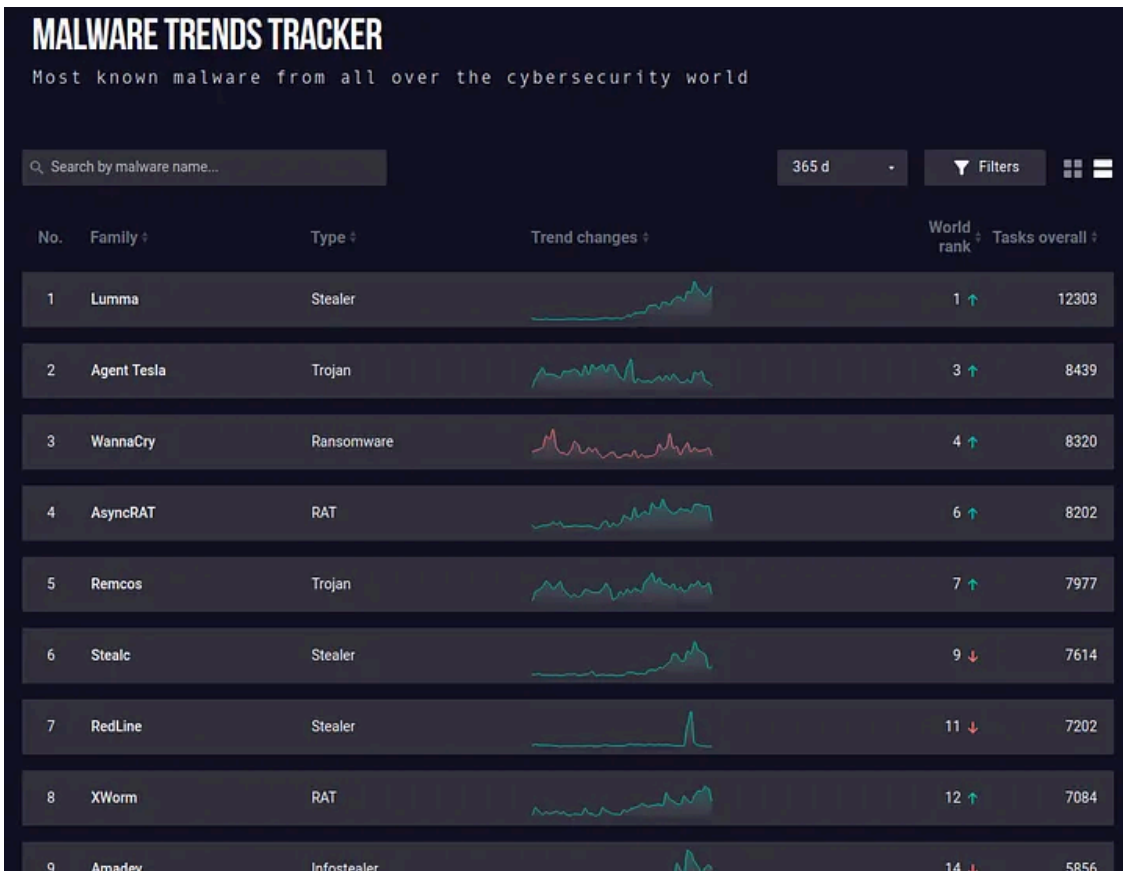 MALWARE TRENDS TRACKER
Most known malware from all over the cybersecurity world
Search by malware name...
365 d
Filters
No. Family Type Trend changes World rank Tasks overall
1 Lumma Stealer 1 ↑ 12303
2 Agent Tesla Trojan 3 ↑ 8439
3 WannaCry Ransomware 4 ↑ 8320
4 AsyncRAT RAT 6 ↑ 8202
5 Remcos Trojan 7 ↑ 7977
6 Stealc Stealer 9 ↓ 7614
7 RedLine Stealer 11 ↓ 7202
8 XWorm RAT 12 ↑ 7084
9 Amadey Infostealer 14 ↓ 5856